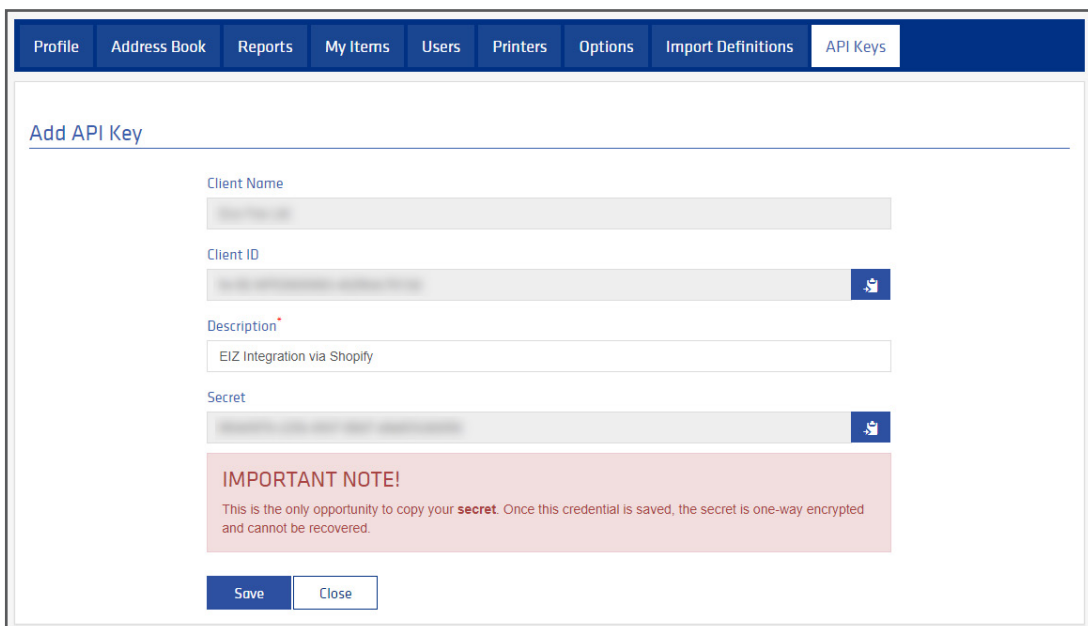 Profile Address Book Reports My Items Users Printers Options Import Definitions API Keys
Add API Key
Client Name
Client ID
Description*
EIZ Integration via Shopify
Secret
IMPORTANT NOTE!
This is the only opportunity to copy your secret. Once this credential is saved, the secret is one-way encrypted
and cannot be recovered.
Save Close